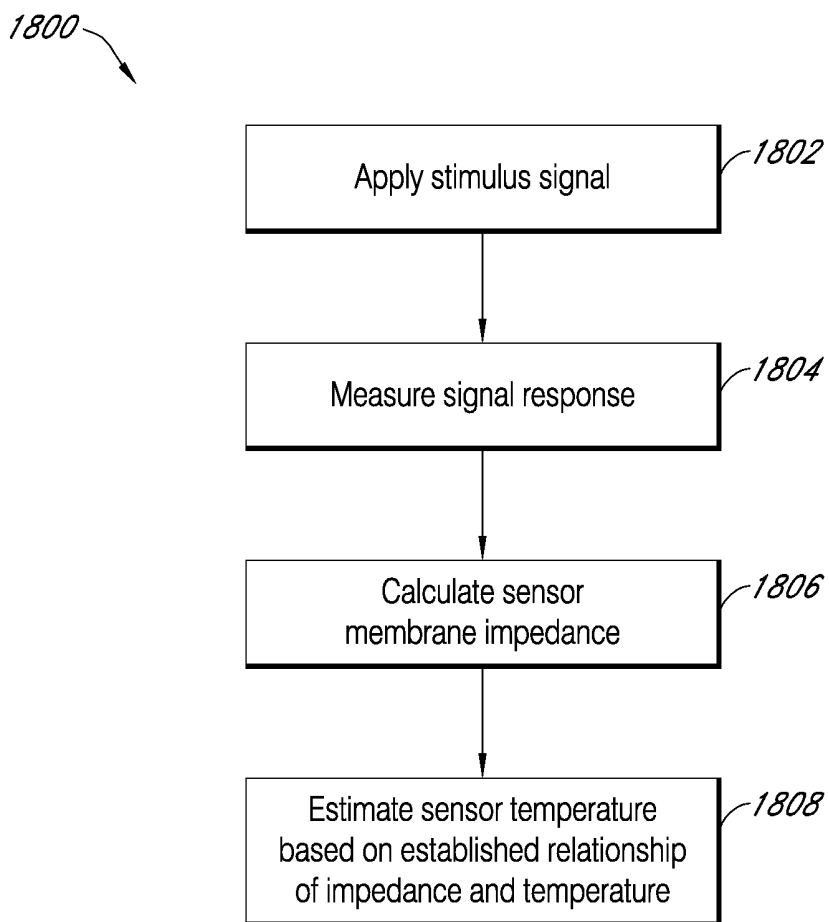 1800
Apply stimulus signal
1802
Measure signal response
1804
Calculate sensor
membrane impedance
1806
Estimate sensor temperature
based on established relationship
of impedance and temperature
1808